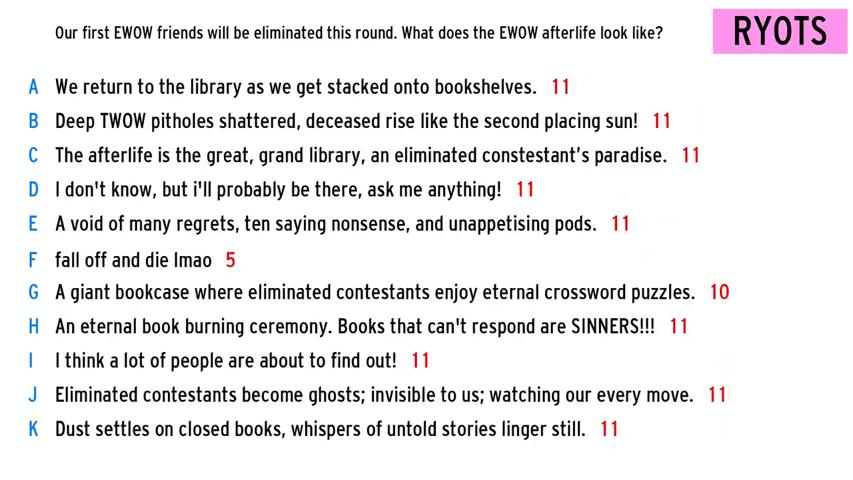 Our first EWOW friends will be eliminated this round. What does the EWOW afterlife look like?
RYOTS
A We return to the library as we get stacked onto bookshelves. 11
B Deep TWOW pitholes shattered, deceased rise like the second placing sun! 11
C The afterlife is the great, grand library, an eliminated constestant's paradise. 11
D I don't know, but i'll probably be there, ask me anything! 11
E A void of many regrets, ten saying nonsense, and unappetising pods. 11
F fall off and die lmao 5
G A giant bookcase where eliminated contestants enjoy eternal crossword puzzles. 10
H An eternal book burning ceremony. Books that can't respond are SINNERS!!! 11
I I think a lot of people are about to find out! 11
J Eliminated contestants become ghosts; invisible to us; watching our every move. 11
K Dust settles on closed books, whispers of untold stories linger still. 11